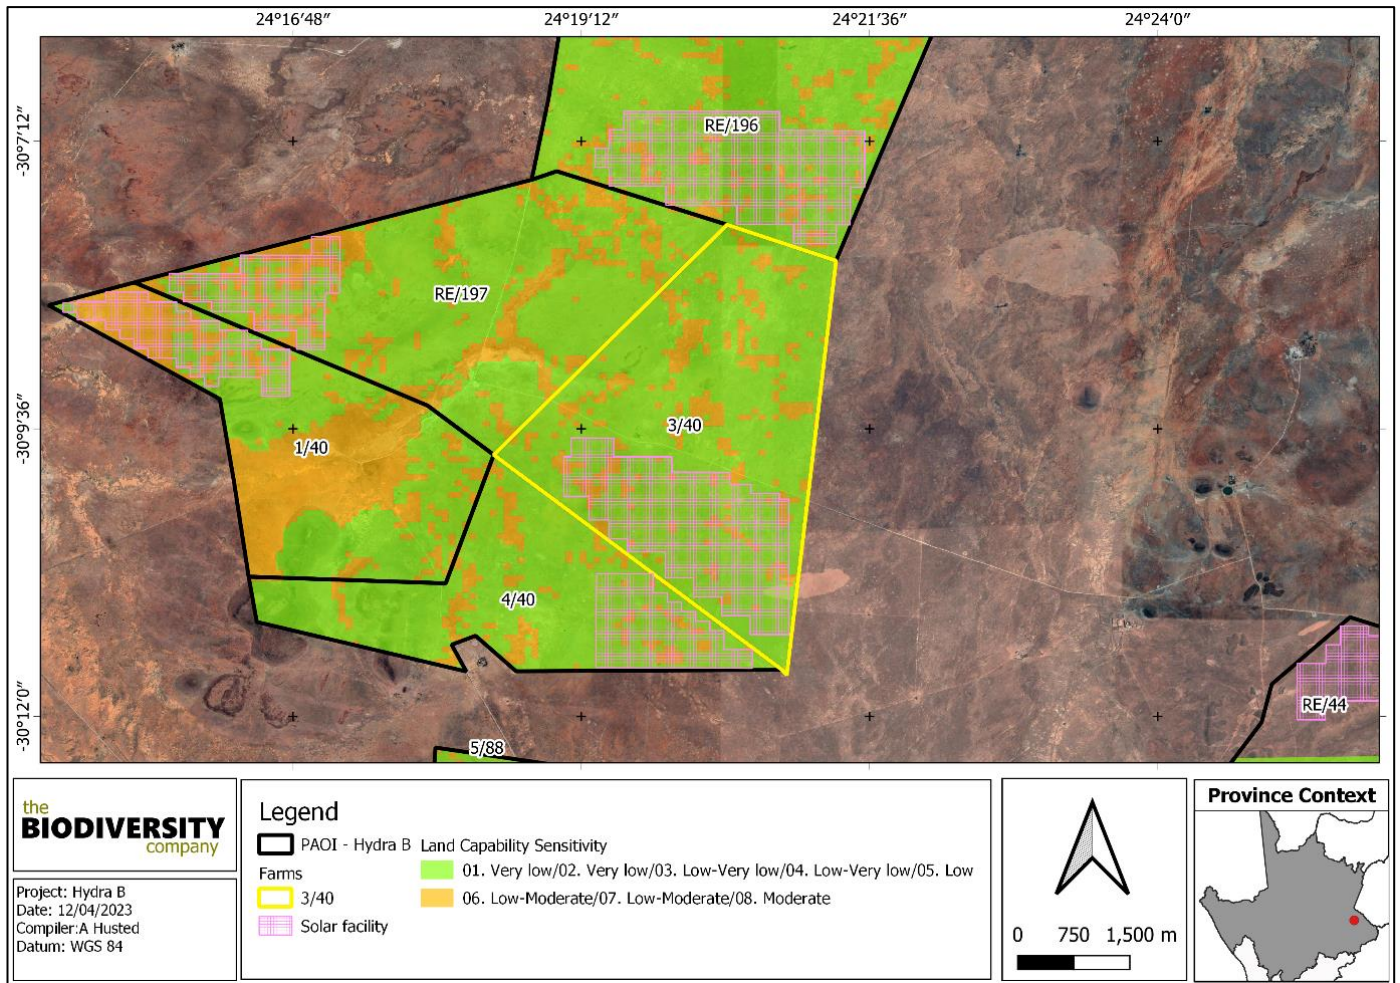 24°16'48" 24°19'12" 24°21'36" 24°24'0"
-30°7'12"
-30°9'36"
-30°12'0"
RE/196
RE/197
3/40
1/40
4/40
RE/44
5/88
the
BIODIVERSITY
company
Project: Hydra B
Date: 12/04/2023
Compiler:A Husted
Datum: WGS 84
Legend
PAOI - Hydra B
Farms
3/40
Solar facility
Land Capability Sensitivity
01. Very low/02. Very low/03. Low-Very low/04. Low-Very low/05. Low
06. Low-Moderate/07. Low-Moderate/08. Moderate
0 750 1,500 m
Province Context